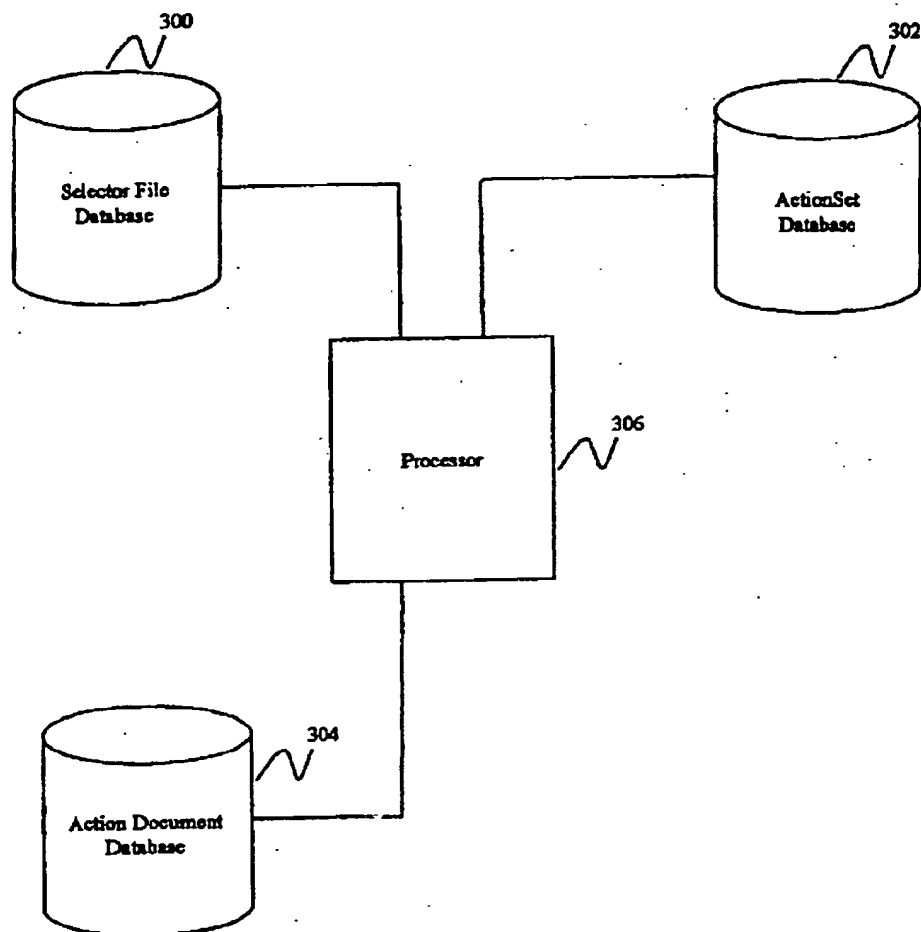 300
302
Selector File
Database
ActionSet
Database
306
Processor
304
Action Document
Database